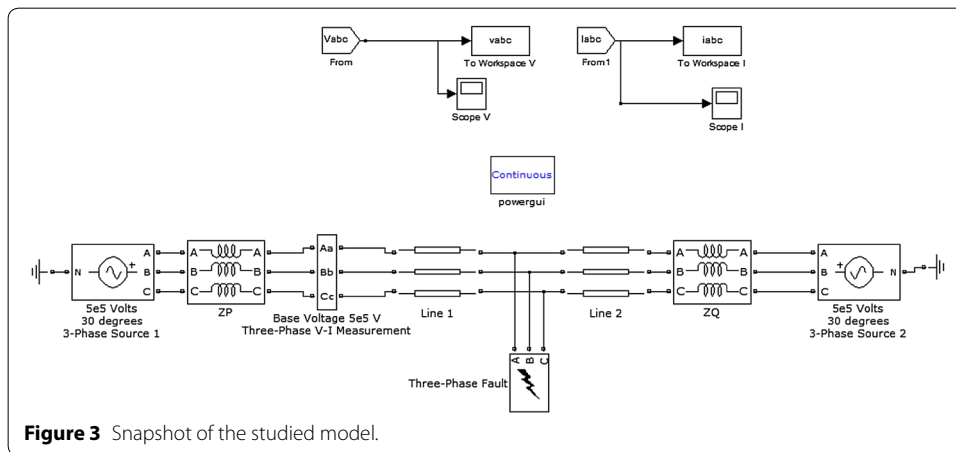 Vabc
From
vabc
To Workspace V
Scope V
Iabc
From1
iabc
To Workspace I
Scope I
Continuous
powergui
N
A
B
C
5e5 Volts
30 degrees
3-Phase Source 1
A A
B B
C C
ZP
Aa
Bb
Cc
Base Voltage 5e5 V
Three-Phase V-I Measurement
Line 1
A B C
Three-Phase Fault
Line 2
A A
B B
C C
ZQ
A
B
C
N
5e5 Volts
30 degrees
3-Phase Source 2
Figure 3 Snapshot of the studied model.